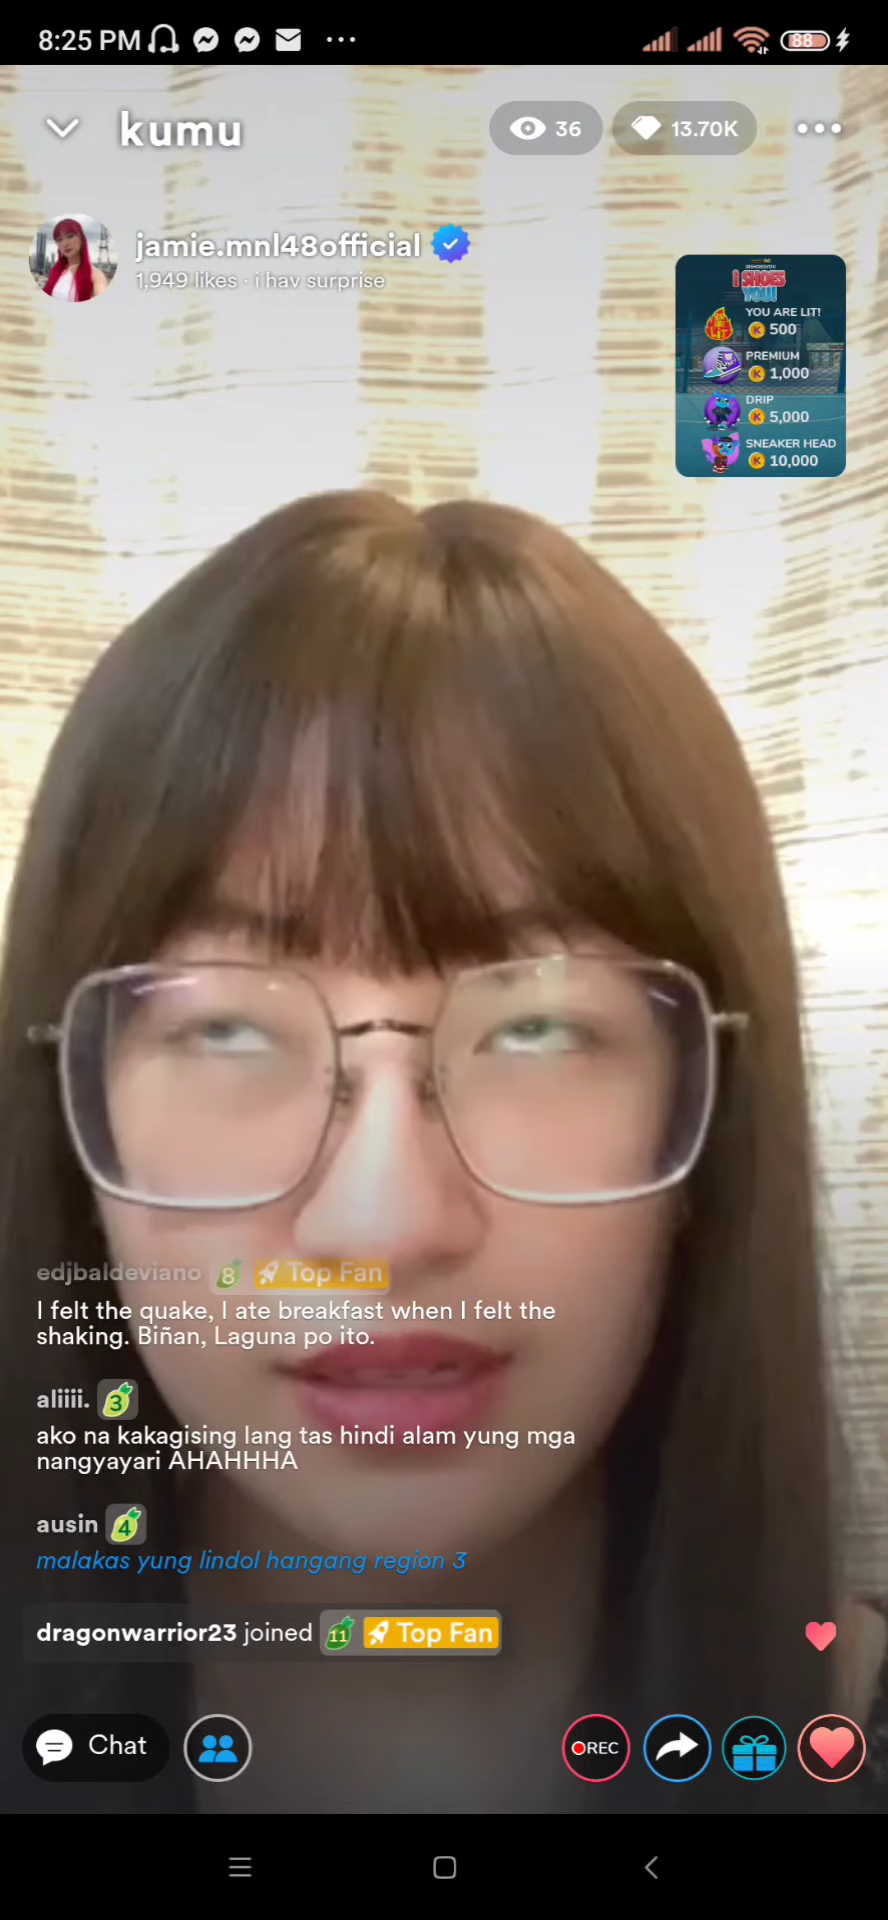 8:25 PM
88
kumu
36
13.70K
jamie.mnl48official
1,949 likes · i hav surprise
I SHOES
YOU!
YOU ARE LIT!
500
PREMIUM
1,000
DRIP
5,000
SNEAKER HEAD
10,000
edjbaldeviano 8 Top Fan
I felt the quake, I ate breakfast when I felt the
shaking. Biñan, Laguna po ito.
aliiii. 3
ako na kakagising lang tas hindi alam yung mga
nangyayari AHAHHHA
ausin 4
malakas yung lindol hangang region 3
dragonwarrior23 joined 11 Top Fan
Chat
REC